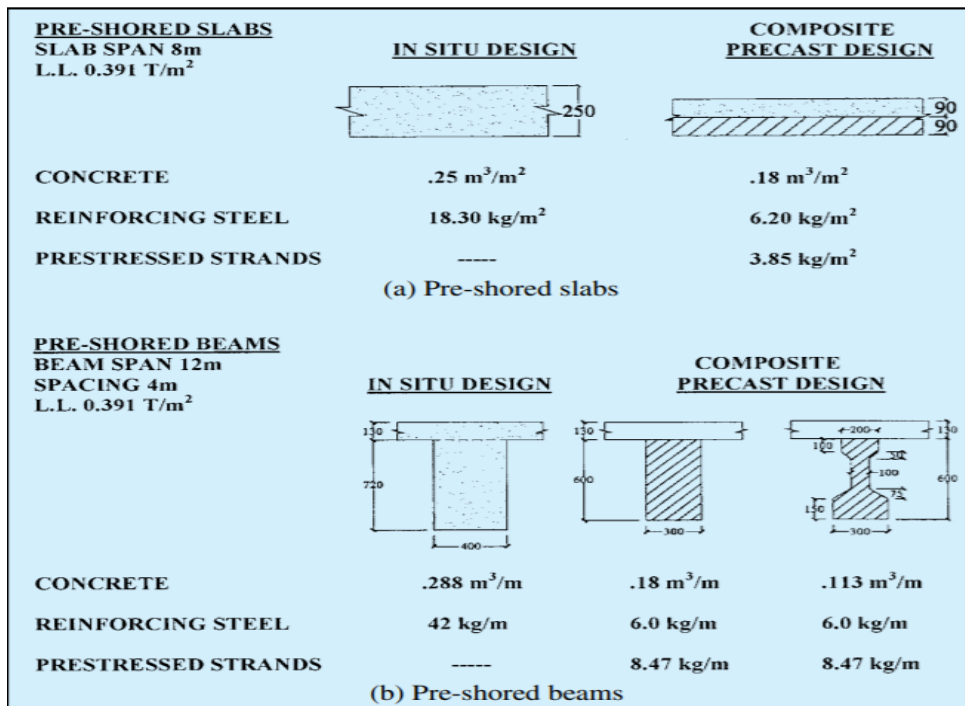 PRE-SHORED SLABS
SLAB SPAN 8m
L.L. 0.391 T/m²
IN SITU DESIGN
COMPOSITE
PRECAST DESIGN
250
90
90
CONCRETE .25 m³/m² .18 m³/m²
REINFORCING STEEL 18.30 kg/m² 6.20 kg/m²
PRESTRESSED STRANDS ----- 3.85 kg/m²
(a) Pre-shored slabs
PRE-SHORED BEAMS
BEAM SPAN 12m
SPACING 4m
L.L. 0.391 T/m²
IN SITU DESIGN
COMPOSITE
PRECAST DESIGN
130
720
400
130
600
300
200
130
100
50
100
75
600
150
300
CONCRETE .288 m³/m .18 m³/m .113 m³/m
REINFORCING STEEL 42 kg/m 6.0 kg/m 6.0 kg/m
PRESTRESSED STRANDS ----- 8.47 kg/m 8.47 kg/m
(b) Pre-shored beams